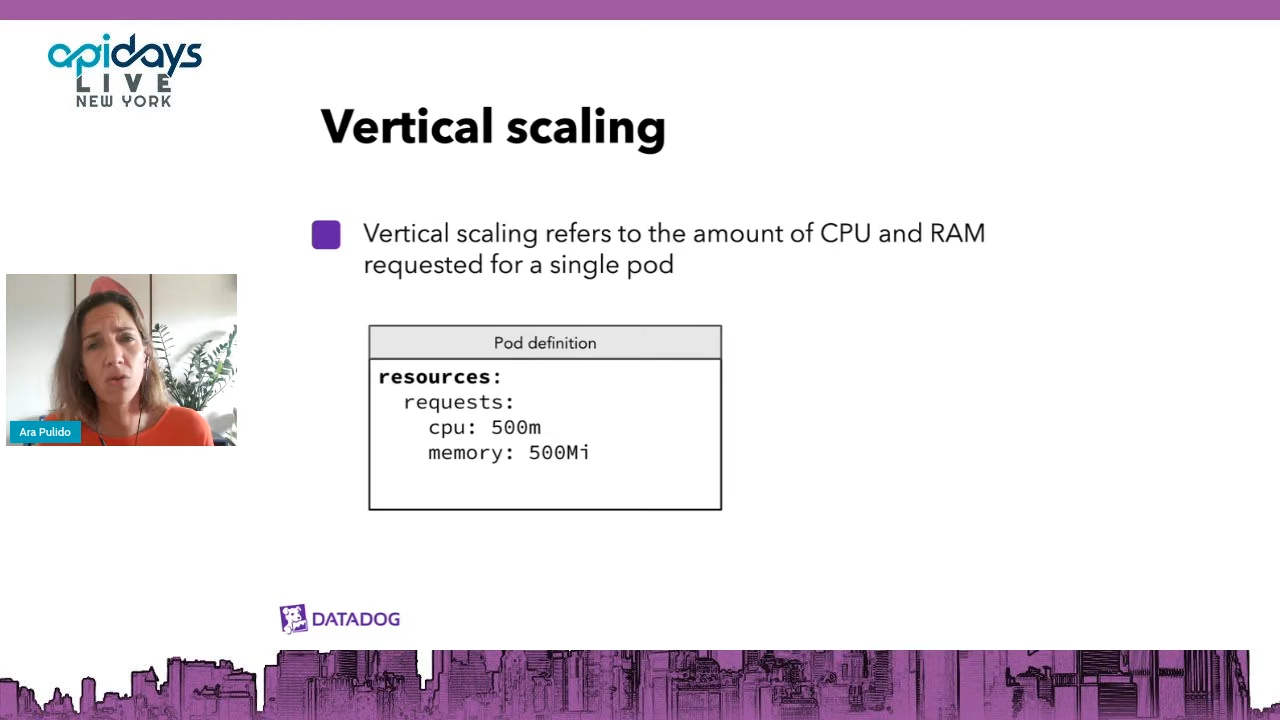 apidays
LIVE
NEW YORK
Vertical scaling
Vertical scaling refers to the amount of CPU and RAM
requested for a single pod
Pod definition
resources:
  requests:
    cpu: 500m
    memory: 500Mi
Ara Pulido
DATADOG